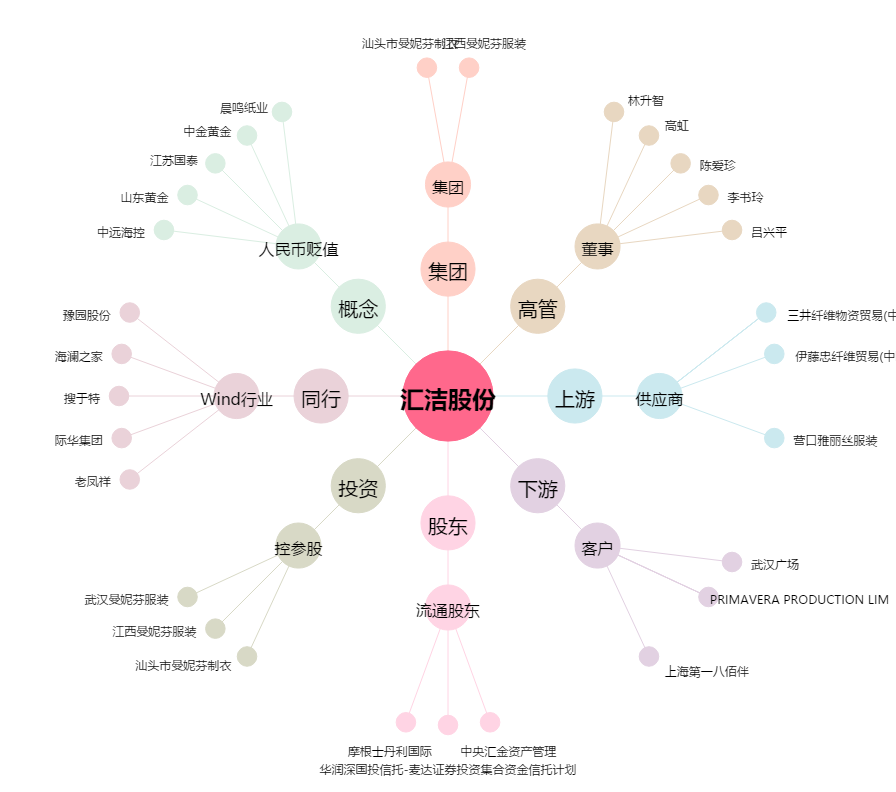 汕头市曼妮芬制衣
江西曼妮芬服装
林升智
晨鸣纸业
高虹
中金黄金
江苏国泰
陈爱珍
集团
山东黄金
李书玲
中远海控
吕兴平
人民币贬值
董事
集团
概念
高管
豫园股份
三井纤维物资贸易(中
海澜之家
伊藤忠纤维贸易(中
搜于特
Wind行业
同行
汇洁股份
上游
供应商
际华集团
营口雅丽丝服装
老凤祥
投资
下游
股东
控参股
客户
武汉广场
武汉曼妮芬服装
PRIMAVERA PRODUCTION LIM
流通股东
江西曼妮芬服装
汕头市曼妮芬制衣
上海第一八佰伴
摩根士丹利国际
中央汇金资产管理
华润深国投信托-麦达证券投资集合资金信托计划